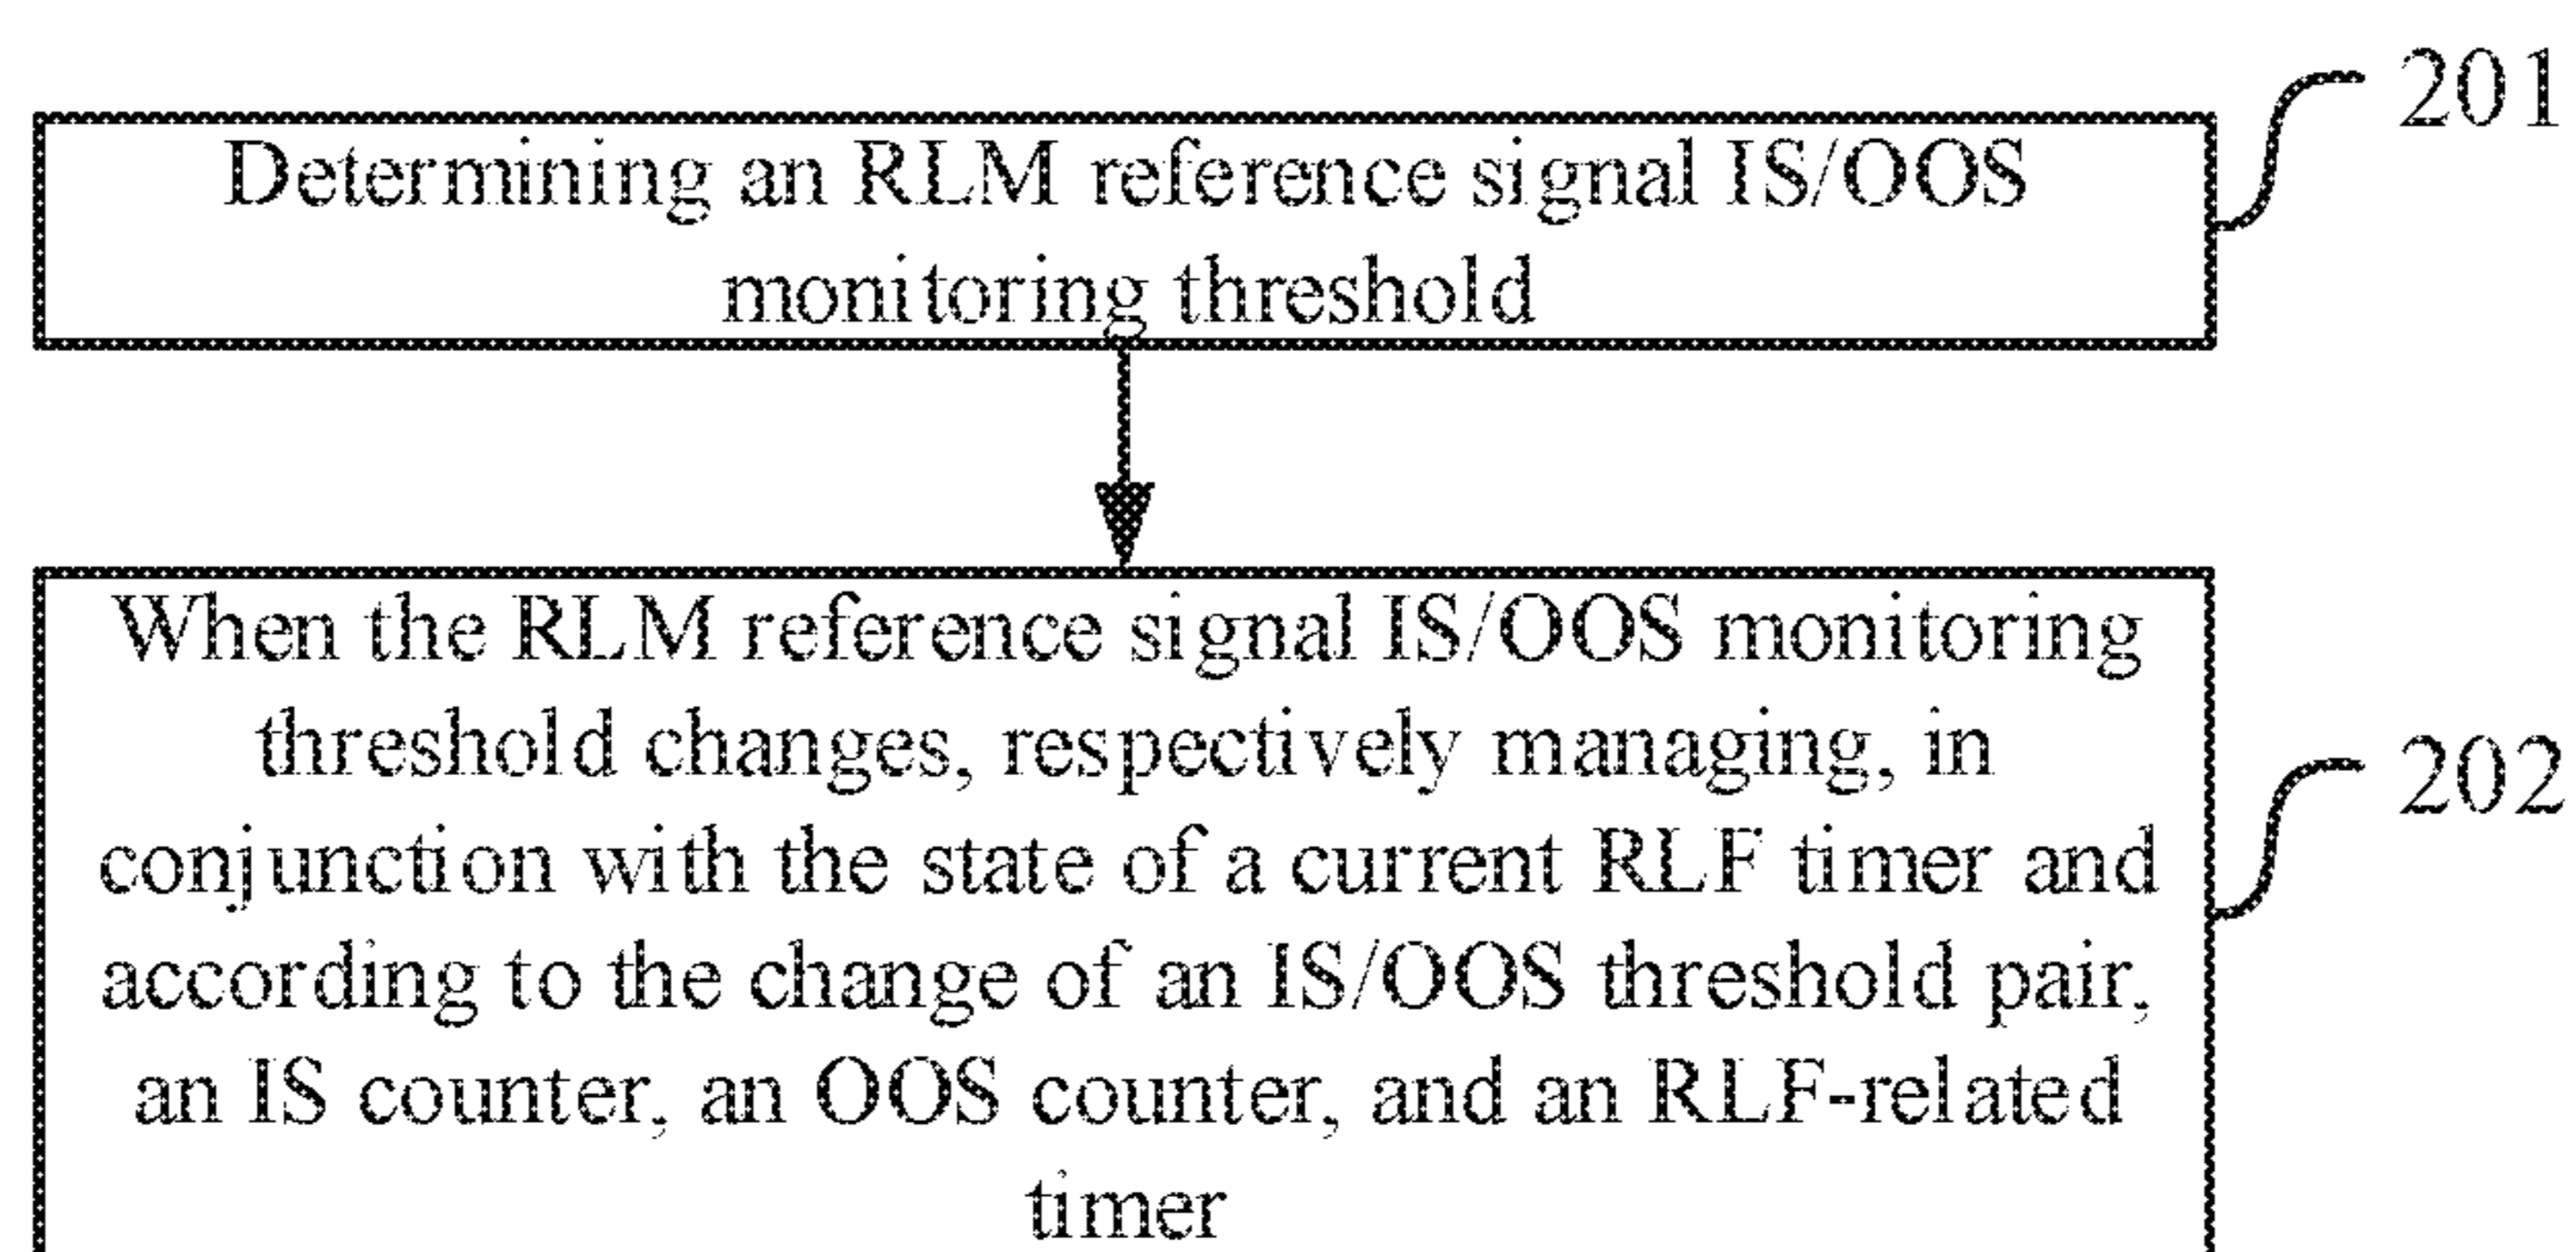 201
Determining an RLM reference signal IS/OOS
monitoring threshold
When the RLM reference signal IS/OOS monitoring
threshold changes, respectively managing, in
202
conjunction with the state of a current RLF timer and
according to the change of an IS/OOS threshold pair,
an IS counter, an OOS counter, and an RLF-related
timer